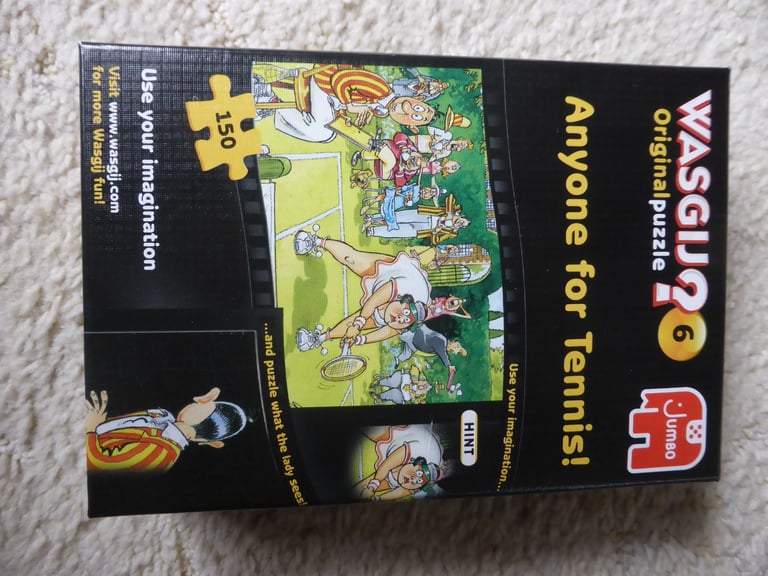 WASGIJ?
Original puzzle
6
Jumbo
Anyone for Tennis!
Use your imagination...
HINT
...and puzzle what the lady sees!
150
Use your imagination
Visit www.wasgij.com
for more Wasgij fun!